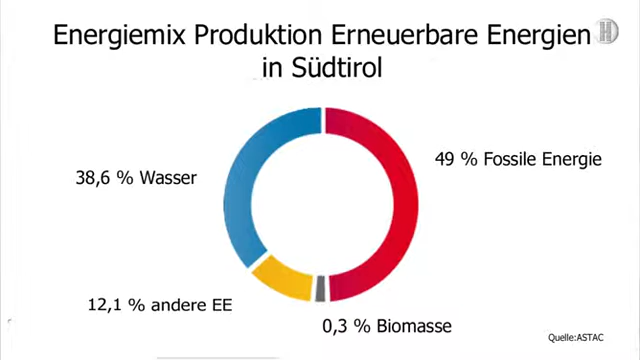 Energiemix Produktion Erneuerbare Energien
in Südtirol
49 % Fossile Energie
38,6 % Wasser
12,1 % andere EE
0,3 % Biomasse
Quelle:ASTAC